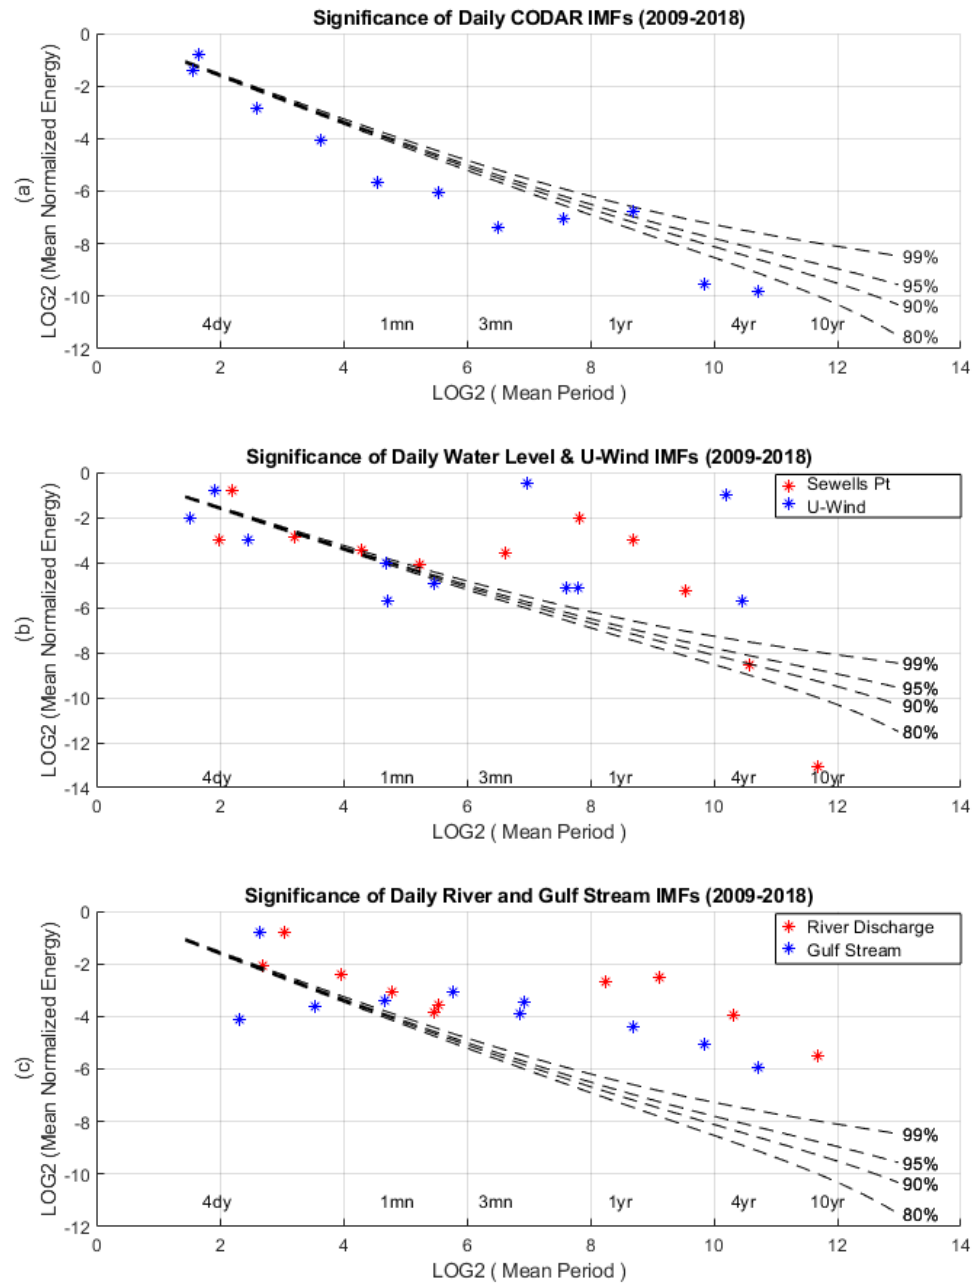 Significance of Daily CODAR IMFs (2009-2018)
(a)
LOG2 (Mean Normalized Energy)
0
-2
-4
-6
-8
-10
-12
99%
95%
90%
80%
4dy 1mn 3mn 1yr 4yr 10yr
0 2 4 6 8 10 12 14
LOG2 ( Mean Period )
Significance of Daily Water Level & U-Wind IMFs (2009-2018)
(b)
LOG2 (Mean Normalized Energy)
0
-2
-4
-6
-8
-10
-12
-14
Sewells Pt
U-Wind
99%
95%
90%
80%
4dy 1mn 3mn 1yr 4yr 10yr
0 2 4 6 8 10 12 14
LOG2 ( Mean Period )
Significance of Daily River and Gulf Stream IMFs (2009-2018)
(c)
LOG2 (Mean Normalized Energy)
0
-2
-4
-6
-8
-10
-12
River Discharge
Gulf Stream
99%
95%
90%
80%
4dy 1mn 3mn 1yr 4yr 10yr
0 2 4 6 8 10 12 14
LOG2 ( Mean Period )